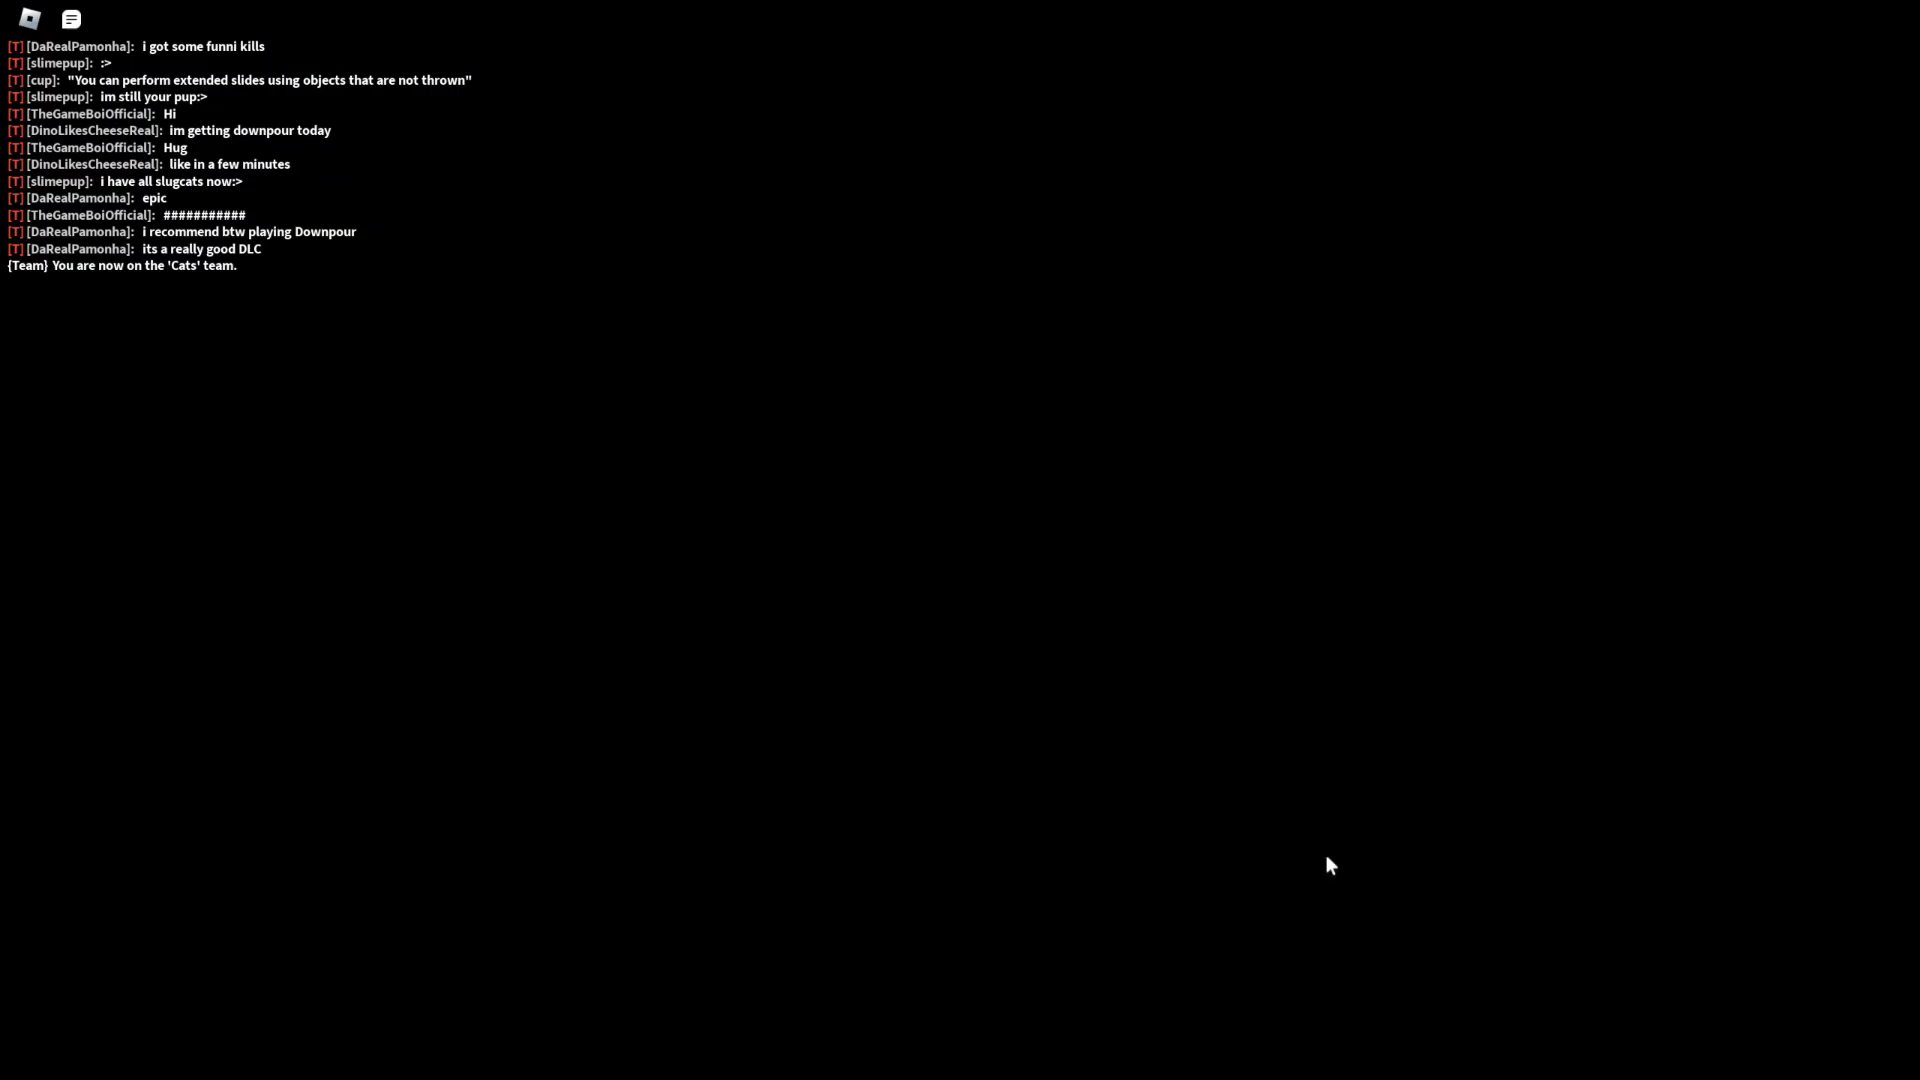 [T] [DaRealPamonha]: i got some funni kills
[T] [slimepup]: :>
[T] [cup]: "You can perform extended slides using objects that are not thrown"
[T] [slimepup]: im still your pup:>
[T] [TheGameBoiOfficial]: Hi
[T] [DinoLikesCheeseReal]: im getting downpour today
[T] [TheGameBoiOfficial]: Hug
[T] [DinoLikesCheeseReal]: like in a few minutes
[T] [slimepup]: i have all slugcats now:>
[T] [DaRealPamonha]: epic
[T] [TheGameBoiOfficial]: ###########
[T] [DaRealPamonha]: i recommend btw playing Downpour
[T] [DaRealPamonha]: its a really good DLC
{Team} You are now on the 'Cats' team.